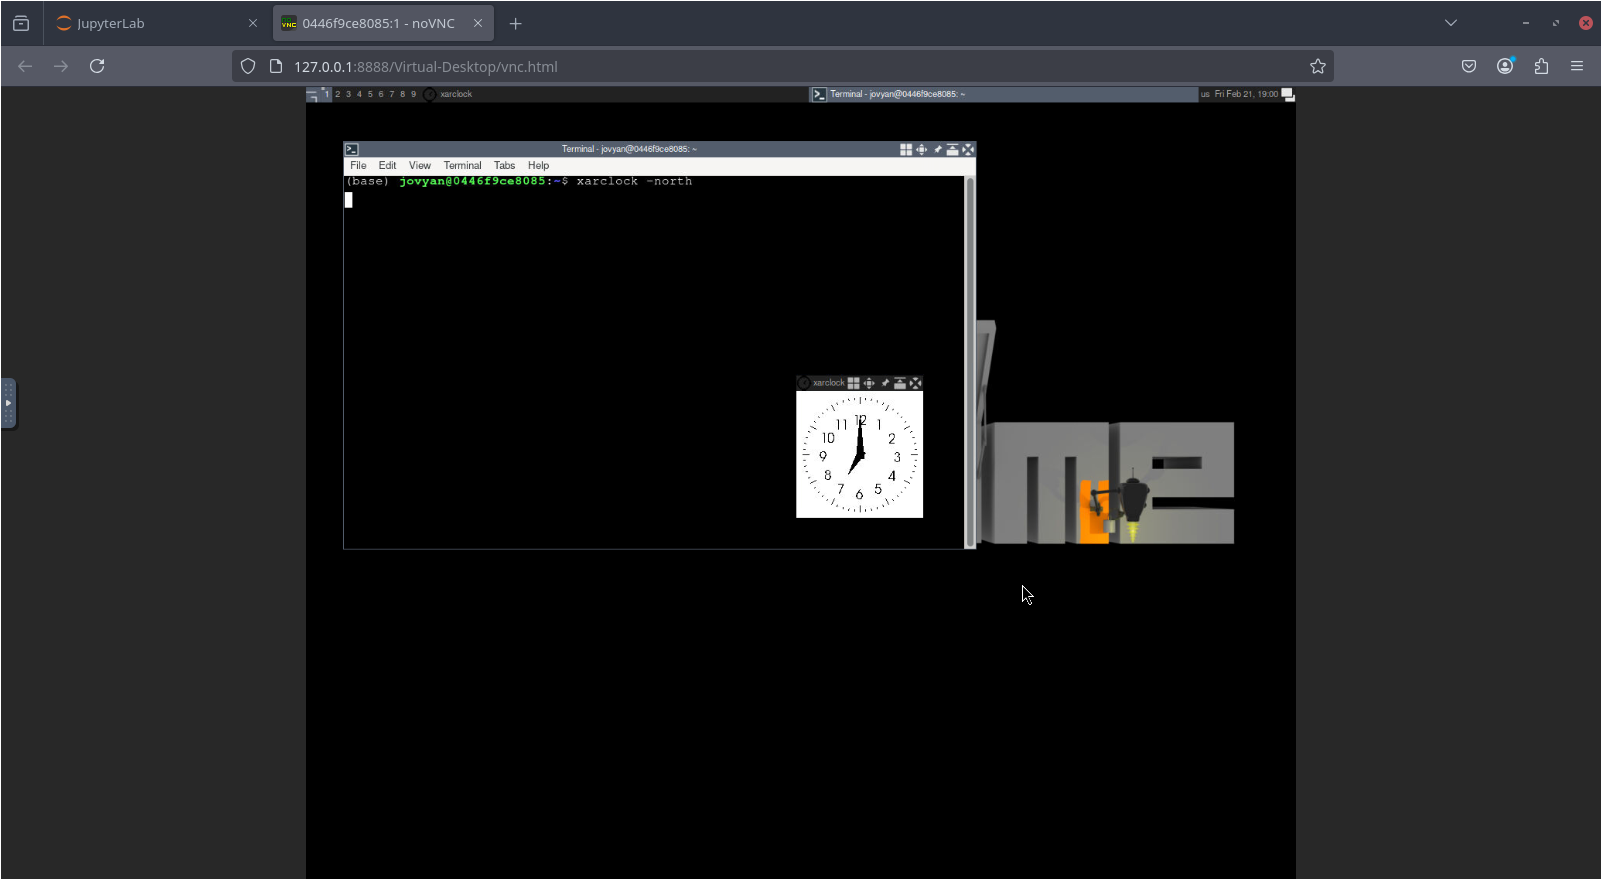 JupyterLab
VNC 0446f9ce8085:1 - noVNC
127.0.0.1:8888/Virtual-Desktop/vnc.html
1 2 3 4 5 6 7 8 9 xarclock
Terminal - jovyan@0446f9ce8085: ~
us Fri Feb 21, 19:00
Terminal - jovyan@0446f9ce8085: ~
File Edit View Terminal Tabs Help
(base) jovyan@0446f9ce8085:~$ xarclock -north
xarclock
12
11 1
10 2
9 3
8 4
7 5
6
me